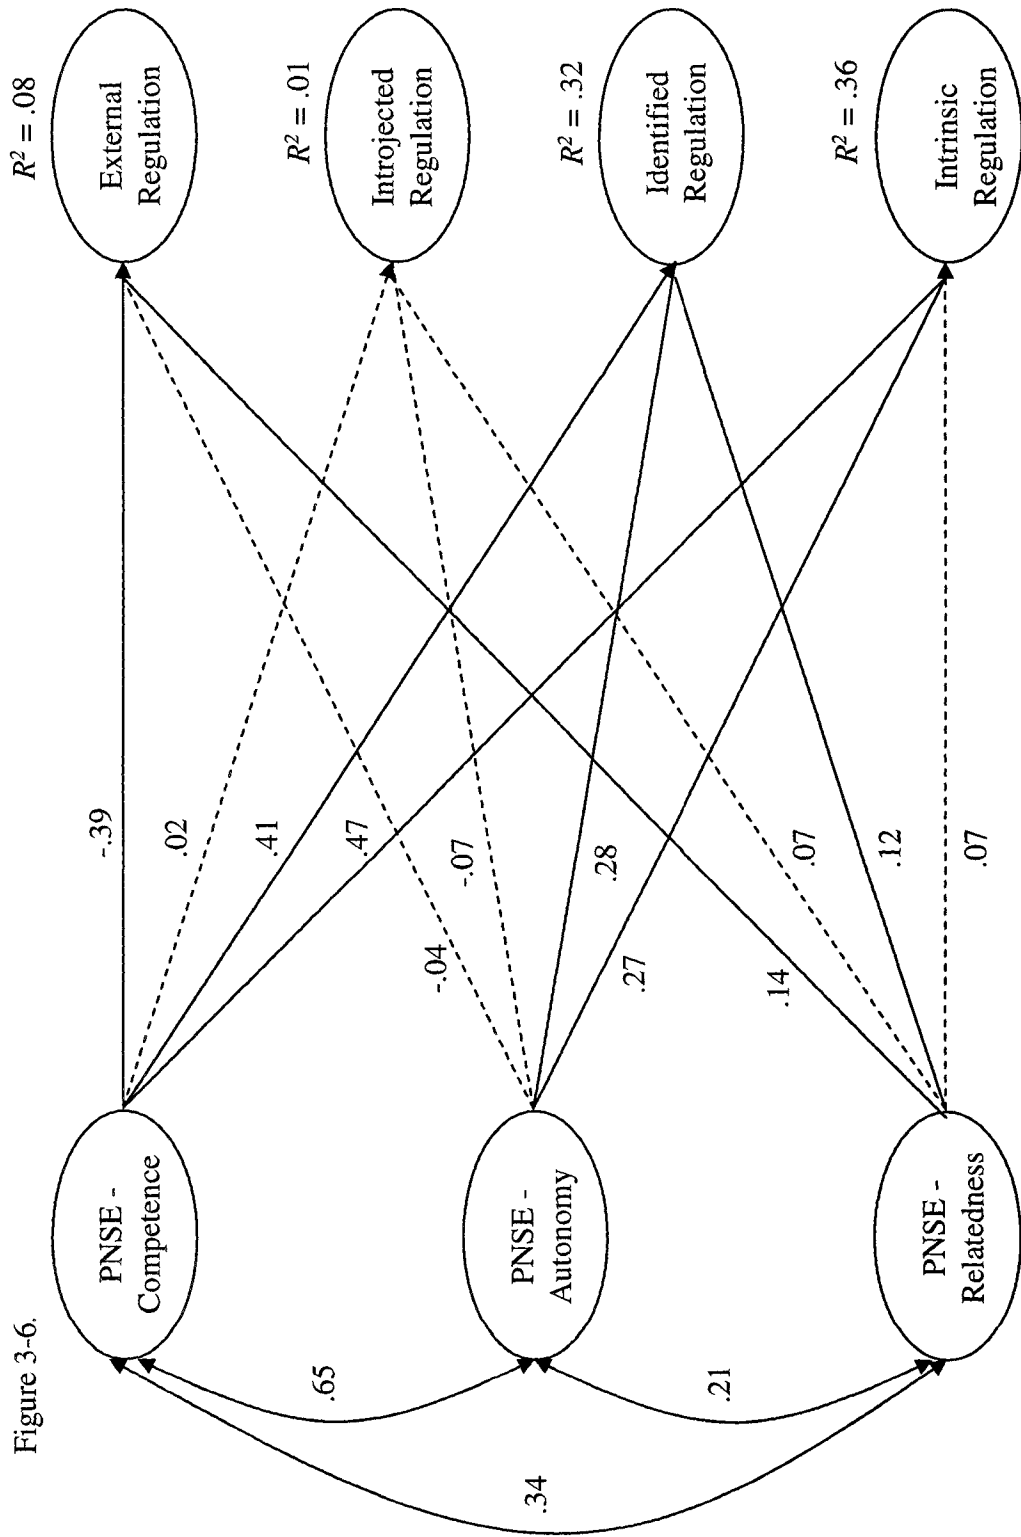 Figure 3-6.
PNSE -
Competence
PNSE -
Autonomy
PNSE -
Relatedness
.65
.21
.34
-.39
.02
.41
.47
-.04
-.07
.28
.27
.14
.07
.12
.07
R² = .08
External
Regulation
R² = .01
Introjected
Regulation
R² = .32
Identified
Regulation
R² = .36
Intrinsic
Regulation